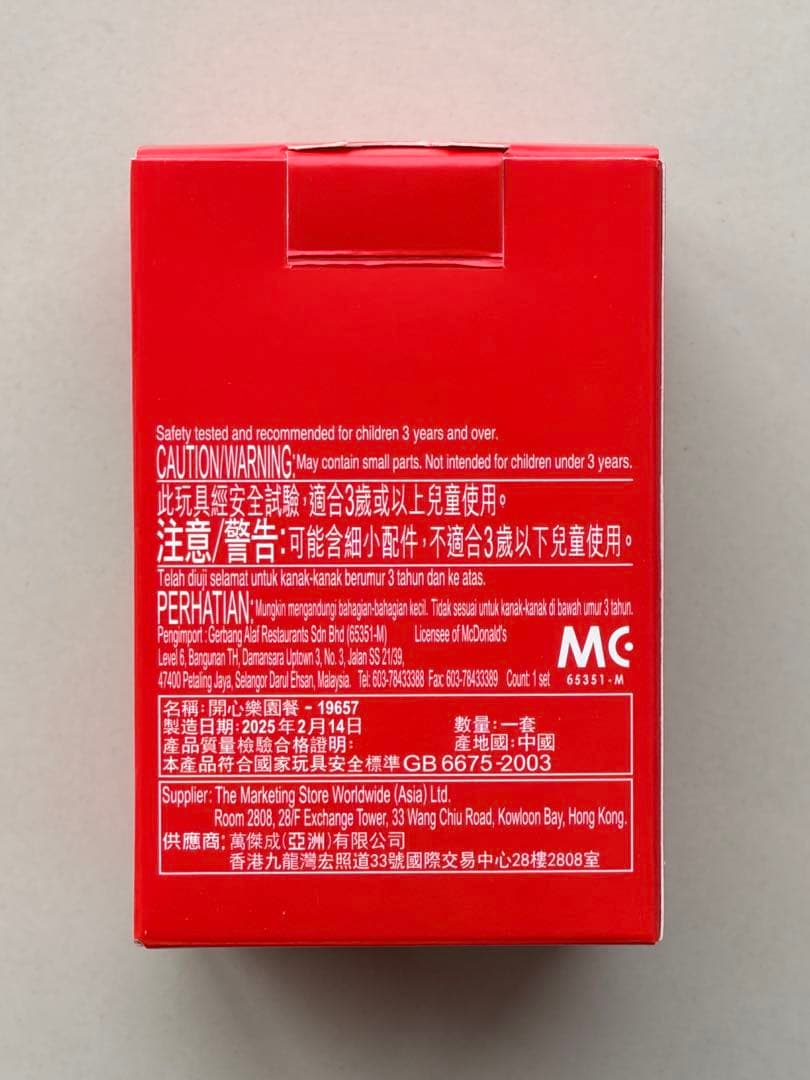 Safety tested and recommended for children 3 years and over.
CAUTION/WARNING: May contain small parts. Not intended for children under 3 years.
此玩具經安全試驗，適合3歲或以上兒童使用。
注意/警告：可能含細小配件，不適合3歲以下兒童使用。
Telah diuji selamat untuk kanak-kanak berumur 3 tahun dan ke atas.
PERHATIAN: Mungkin mengandungi bahagian-bahagian kecil. Tidak sesuai untuk kanak-kanak di bawah umur 3 tahun.
Pengimport : Gerbang Alaf Restaurants Sdn Bhd (65351-M) Licensee of McDonald's
Level 6, Bangunan TH, Damansara Uptown 3, No. 3, Jalan SS 21/39,
47400 Petaling Jaya, Selangor Darul Ehsan, Malaysia. Tel: 603-78433388 Fax: 603-78433389 Count: 1 set
MC
65351-M
名稱：開心樂園餐 - 19657
製造日期：2025年2月14日 數量：一套
產品質量檢驗合格證明： 產地國：中國
本產品符合國家玩具安全標準GB 6675-2003
Supplier: The Marketing Store Worldwide (Asia) Ltd.
Room 2808, 28/F Exchange Tower, 33 Wang Chiu Road, Kowloon Bay, Hong Kong.
供應商：萬傑成(亞洲)有限公司
香港九龍灣宏照道33號國際交易中心28樓2808室